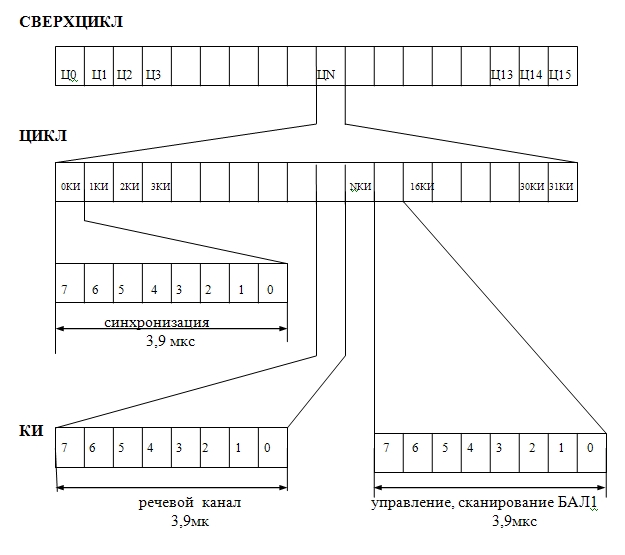 СВЕРХЦИКЛ
Ц0 Ц1 Ц2 Ц3 ЦN Ц13 Ц14 Ц15
ЦИКЛ
0КИ 1КИ 2КИ 3КИ NКИ 16КИ 30КИ 31КИ
7 6 5 4 3 2 1 0
синхронизация
3,9 мкс
КИ
7 6 5 4 3 2 1 0
7 6 5 4 3 2 1 0
речевой канал
3,9мк
управление, сканирование БАЛ1
3,9мкс